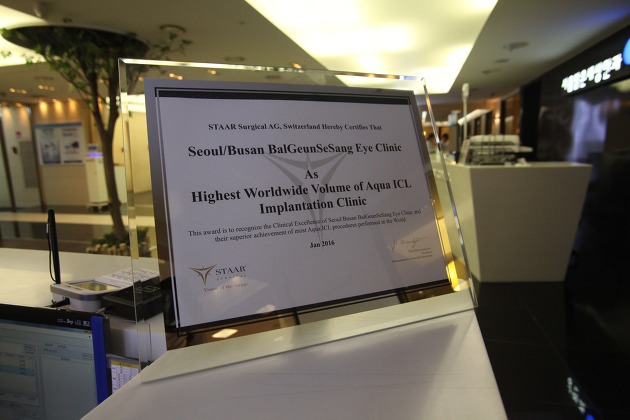 STAAR Surgical AG, Switzerland Hereby Certifies That
Seoul/Busan BalGeunSeSang Eye Clinic
As
Highest Worldwide Volume of Aqua ICL
Implantation Clinic
This award is to recognize the Clinical Excellence of Seoul Busan BalGeunSeSang Eye Clinic and
their superior achievement of most Aqua ICL procedures performed in the World.
Jan 2016
STAAR
SURGICAL